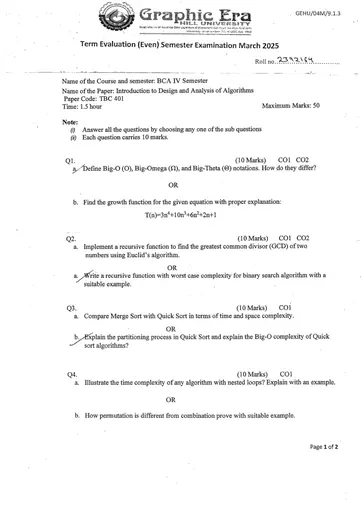 GEHU/04M/9.1.3
Graphic Era
HILL UNIVERSITY
Term Evaluation (Even) Semester Examination March 2025
Roll no. 2392164
Name of the Course and semester: BCA IV Semester
Name of the Paper: Introduction to Design and Analysis of Algorithms
Paper Code: TBC 401
Time: 1.5 hour Maximum Marks: 50
Note:
(i) Answer all the questions by choosing any one of the sub questions
(ii) Each question carries 10 marks.
Q1. (10 Marks) CO1 CO2
a. Define Big-O (O), Big-Omega (Ω), and Big-Theta (Θ) notations. How do they differ?
OR
b. Find the growth function for the given equation with proper explanation:
T(n)=3n⁴+10n³+6n²+2n+1
Q2. (10 Marks) CO1 CO2
a. Implement a recursive function to find the greatest common divisor (GCD) of two
numbers using Euclid's algorithm.
OR
a. Write a recursive function with worst case complexity for binary search algorithm with a
suitable example.
Q3. (10 Marks) CO1
a. Compare Merge Sort with Quick Sort in terms of time and space complexity.
OR
b. Explain the partitioning process in Quick Sort and explain the Big-O complexity of Quick
sort algorithms?
Q4. (10 Marks) CO1
a. Illustrate the time complexity of any algorithm with nested loops? Explain with an example.
OR
b. How permutation is different from combination prove with suitable example.
Page 1 of 2